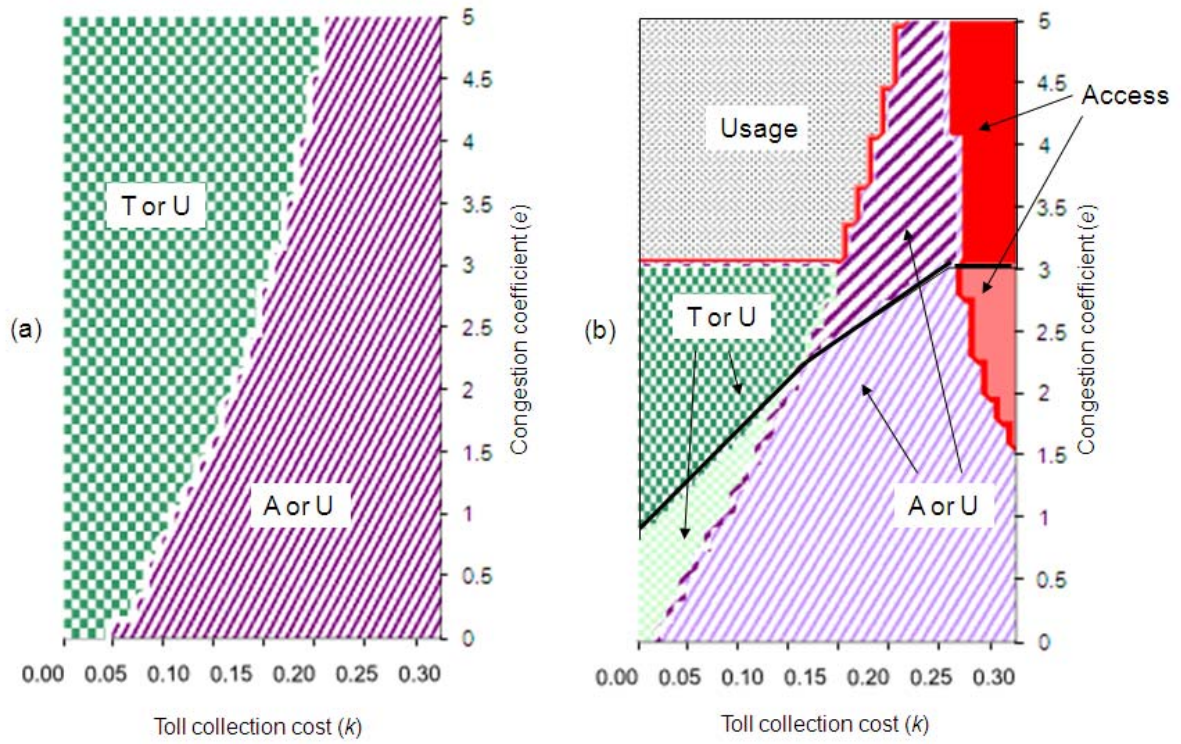 (a)
T or U
A or U
5
4.5
4
3.5
3
2.5
2
1.5
1
0.5
0
Congestion coefficient (e)
0.00 0.05 0.10 0.15 0.20 0.25 0.30
Toll collection cost (k)
(b)
Usage
Access
T or U
A or U
5
4.5
4
3.5
3
2.5
2
1.5
1
0.5
0
Congestion coefficient (e)
0.00 0.05 0.10 0.15 0.20 0.25 0.30
Toll collection cost (k)